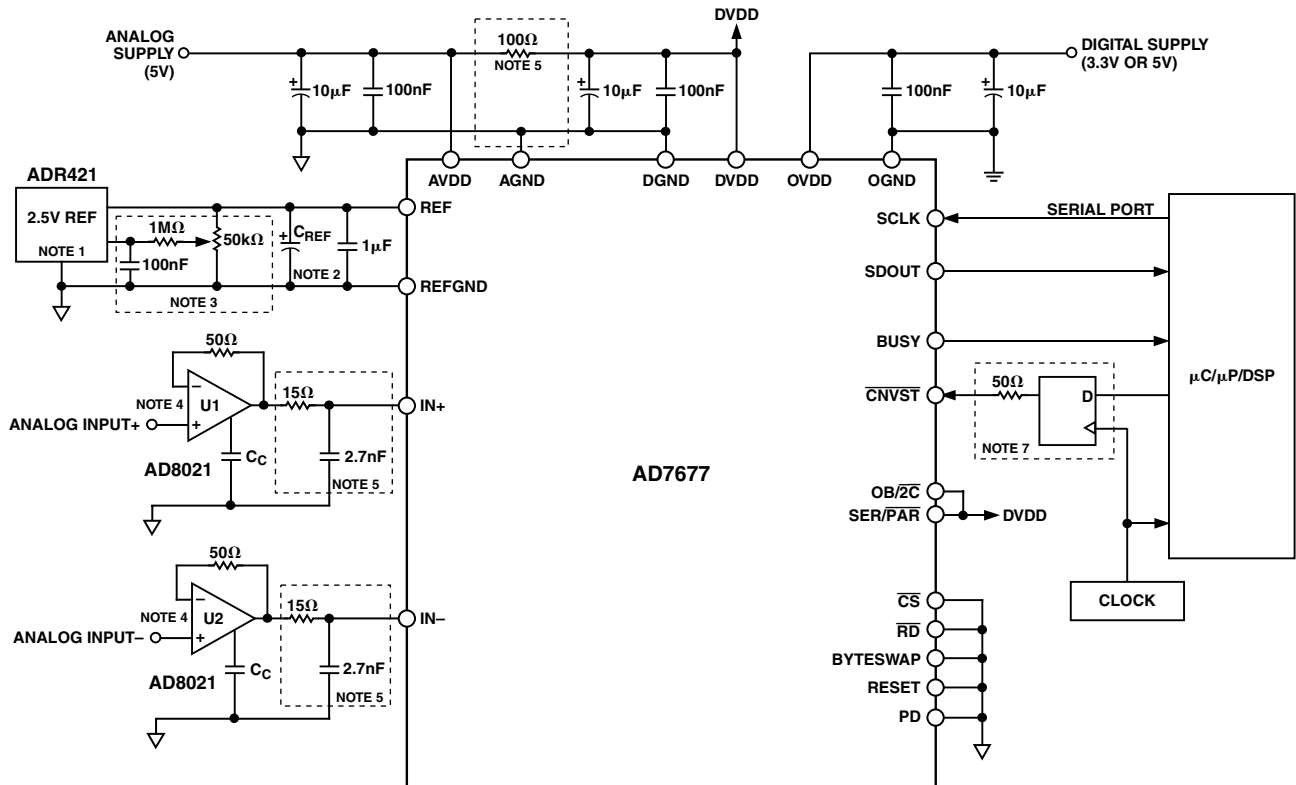 ANALOG
SUPPLY
(5V)
10μF
100nF
100Ω
NOTE 5
10μF
100nF
DVDD
DIGITAL SUPPLY
(3.3V OR 5V)
100nF
10μF
AVDD
AGND
DGND
DVDD
OVDD
OGND
ADR421
2.5V REF
NOTE 1
1MΩ
50kΩ
100nF
NOTE 3
CREF
NOTE 2
1μF
REF
REFGND
50Ω
NOTE 4
U1
ANALOG INPUT+
AD8021
CC
15Ω
2.7nF
NOTE 5
IN+
50Ω
NOTE 4
U2
ANALOG INPUT–
AD8021
CC
15Ω
2.7nF
NOTE 5
IN–
AD7677
SCLK
SERIAL PORT
SDOUT
BUSY
CNVST
50Ω
D
NOTE 7
μC/μP/DSP
OB/2C
SER/PAR
DVDD
CLOCK
CS
RD
BYTESWAP
RESET
PD